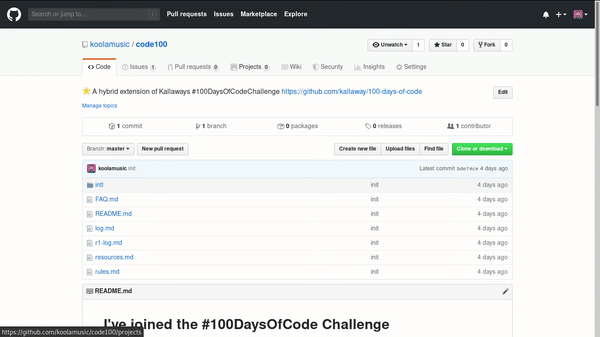 Search or jump to... / Pull requests Issues Marketplace Explore
koolamusic / code100 Unwatch 1 Star 0 Fork 0
Code Issues 1 Pull requests 0 Projects 0 Wiki Security Insights Settings
A hybrid extension of Kallaways #100DaysOfCodeChallenge https://github.com/kallaway/100-days-of-code Edit
Manage topics
1 commit 1 branch 0 packages 0 releases 1 contributor
Branch: master New pull request Create new file Upload files Find file Clone or download
koolamusic init Latest commit 4 days ago
intl init 4 days ago
FAQ.md init 4 days ago
README.md init 4 days ago
log.md init 4 days ago
r1-log.md init 4 days ago
resources.md init 4 days ago
rules.md init 4 days ago
README.md
I've joined the #100DaysOfCode Challenge
https://github.com/koolamusic/code100/projects